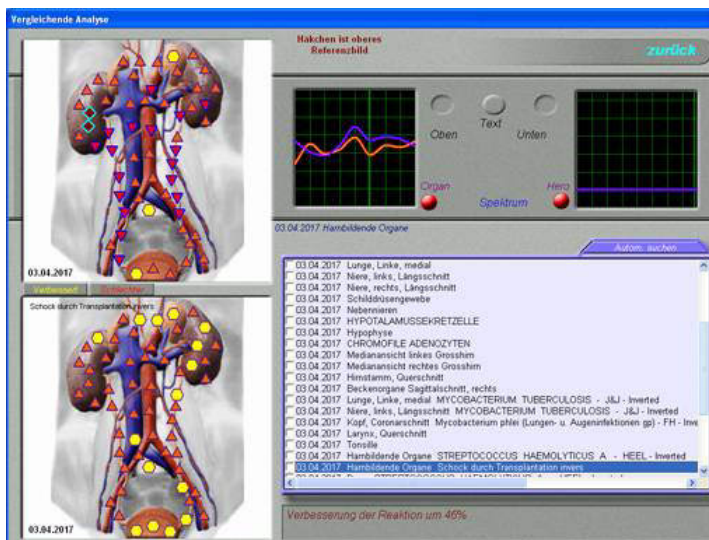 Vergleichende Analyse
Häkchen ist oberes
Referenzbild
zurück
Oben
Text
Unten
Organ
Spektrum
Hero
03.04.2017
03.04.2017 Harnbildende Organe
Autom. suchen
Verbessert
Schlechter
03.04.2017 Lunge, Linke, medial
03.04.2017 Niere, links, Längsschnitt
03.04.2017 Niere, rechts, Längsschnitt
03.04.2017 Schilddrüsengewebe
03.04.2017 Nebennieren
03.04.2017 HYPOTALAMUSSEKRETZELLE
03.04.2017 Hypophyse
03.04.2017 CHROMOFILE ADENOZYTEN
03.04.2017 Medianansicht linkes Grosshirn
03.04.2017 Medianansicht rechtes Grosshirn
03.04.2017 Hirnstamm, Querschnitt
03.04.2017 Beckenorgane Sagittalschnitt, rechts
03.04.2017 Lunge, Linke, medial MYCOBACTERIUM TUBERCULOSIS - J&J - Inverted
03.04.2017 Niere, links, Längsschnitt MYCOBACTERIUM TUBERCULOSIS - J&J - Inverted
03.04.2017 Kopf, Coronarschnitt Mycobacterium phlei (Lungen- u. Augeninfektionen gp) - FH - Inve
03.04.2017 Larynx, Querschnitt
03.04.2017 Tonsille
03.04.2017 Harnbildende Organe STREPTOCOCCUS HAEMOLYTICUS A - HEEL - Inverted
03.04.2017 Harnbildende Organe Schock durch Transplantation invers
Schock durch Transplantation invers
03.04.2017
Verbesserung der Reaktion um 46%